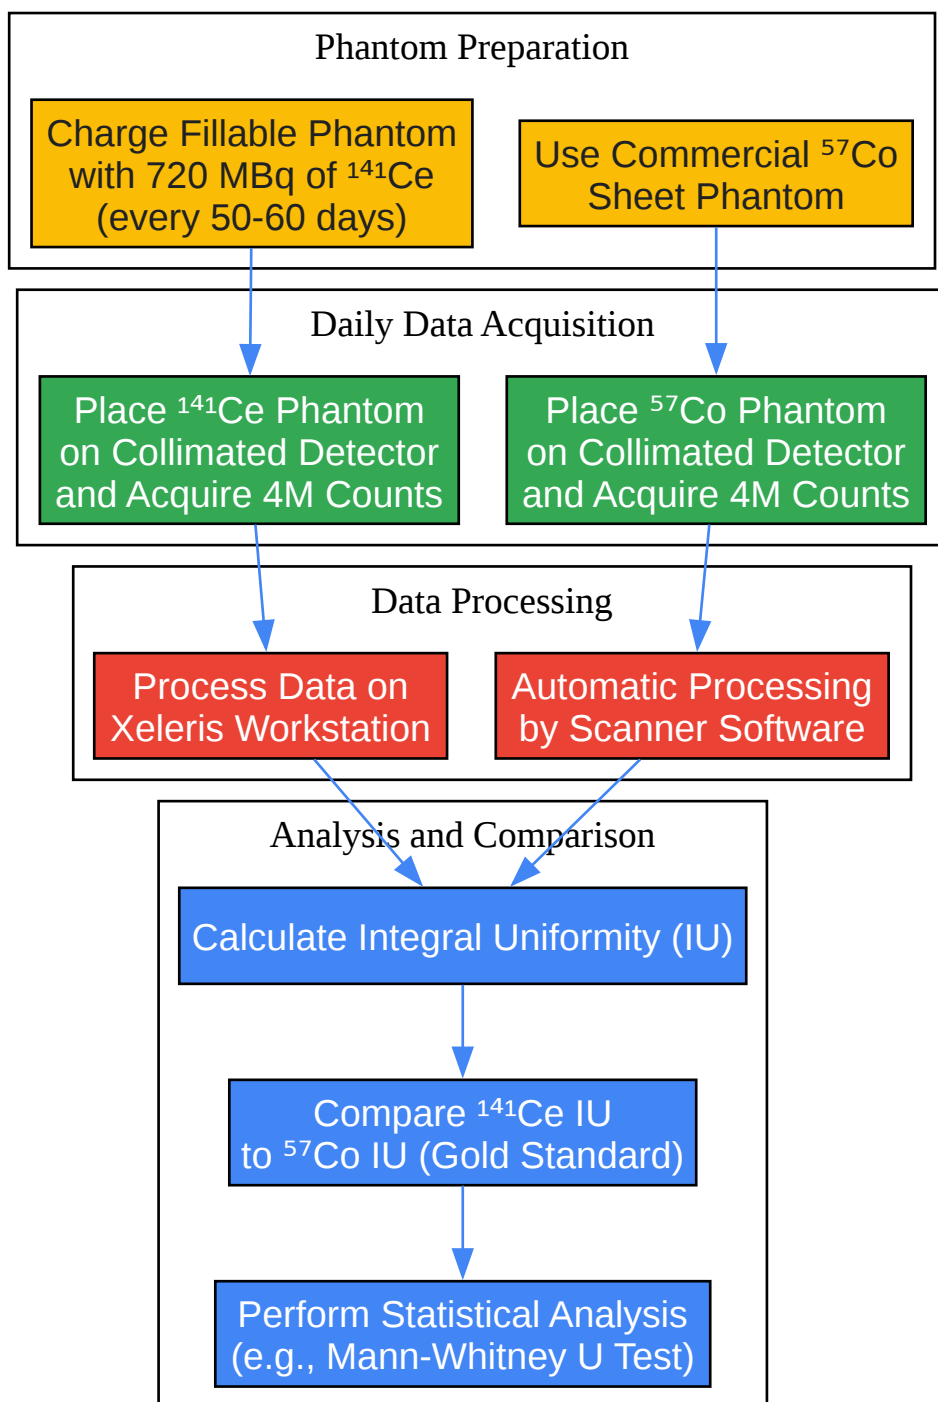 Phantom Preparation
Charge Fillable Phantom
with 720 MBq of ¹⁴¹Ce
(every 50-60 days)
Use Commercial ⁵⁷Co
Sheet Phantom
Daily Data Acquisition
Place ¹⁴¹Ce Phantom
on Collimated Detector
and Acquire 4M Counts
Place ⁵⁷Co Phantom
on Collimated Detector
and Acquire 4M Counts
Data Processing
Process Data on
Xeleris Workstation
Automatic Processing
by Scanner Software
Analysis and Comparison
Calculate Integral Uniformity (IU)
Compare ¹⁴¹Ce IU
to ⁵⁷Co IU (Gold Standard)
Perform Statistical Analysis
(e.g., Mann-Whitney U Test)